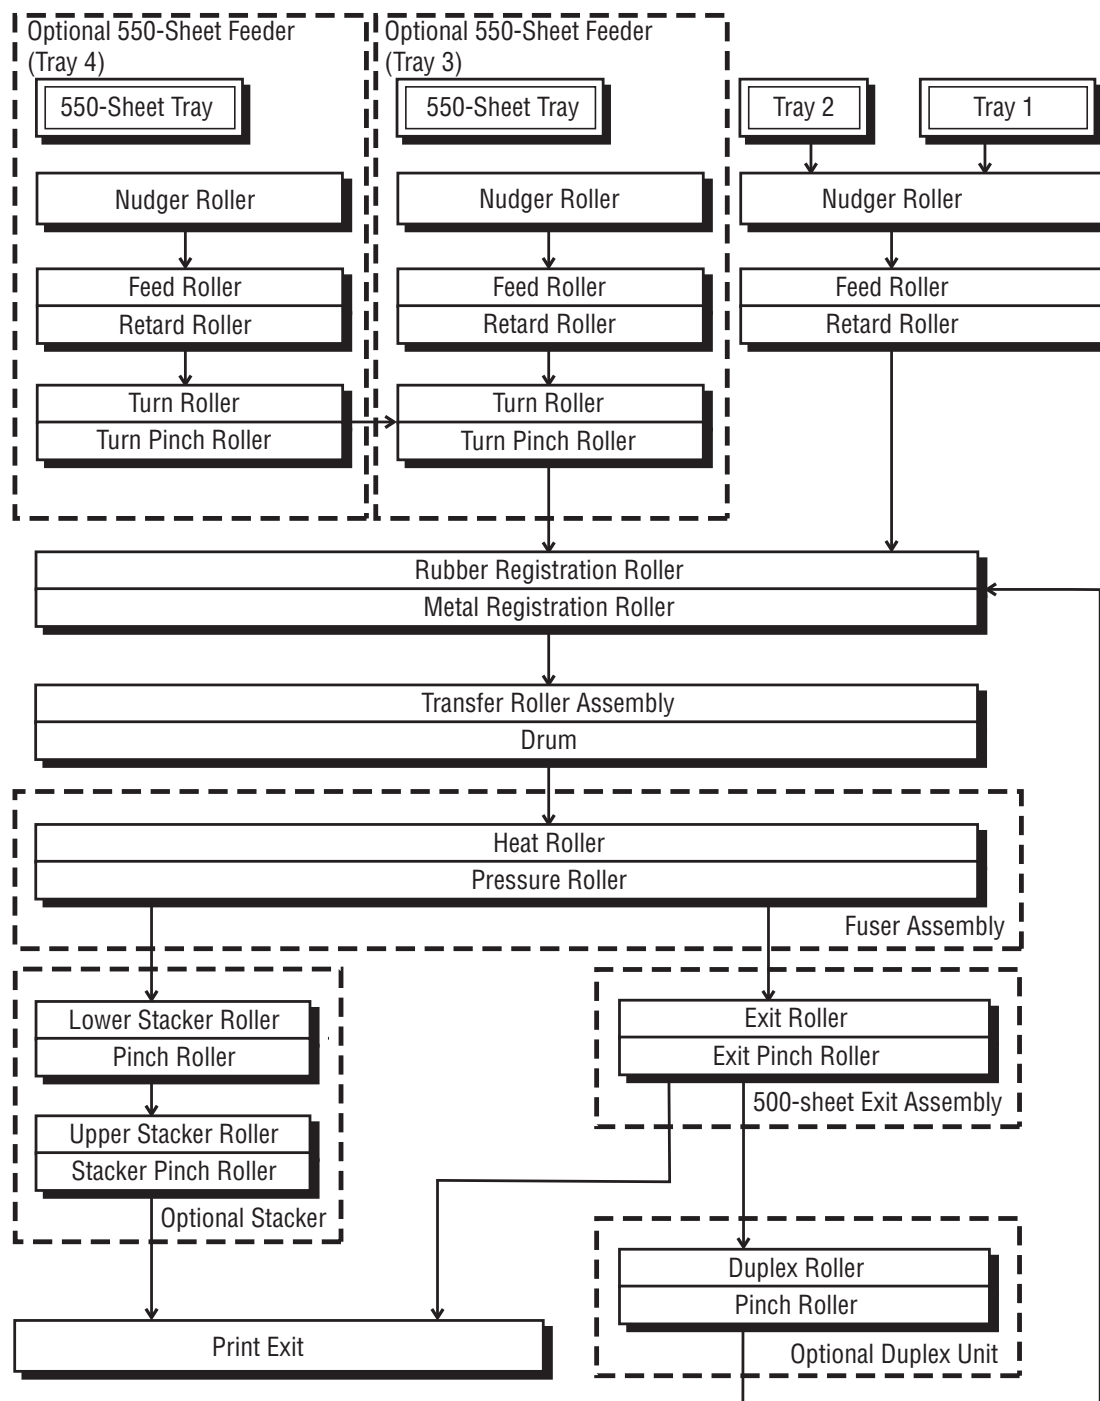 Optional 550-Sheet Feeder
(Tray 4)
Optional 550-Sheet Feeder
(Tray 3)
550-Sheet Tray
550-Sheet Tray
Tray 2
Tray 1
Nudger Roller
Nudger Roller
Nudger Roller
Feed Roller
Retard Roller
Feed Roller
Retard Roller
Feed Roller
Retard Roller
Turn Roller
Turn Pinch Roller
Turn Roller
Turn Pinch Roller
Rubber Registration Roller
Metal Registration Roller
Transfer Roller Assembly
Drum
Heat Roller
Pressure Roller
Fuser Assembly
Lower Stacker Roller
Pinch Roller
Upper Stacker Roller
Stacker Pinch Roller
Optional Stacker
Exit Roller
Exit Pinch Roller
500-sheet Exit Assembly
Duplex Roller
Pinch Roller
Optional Duplex Unit
Print Exit